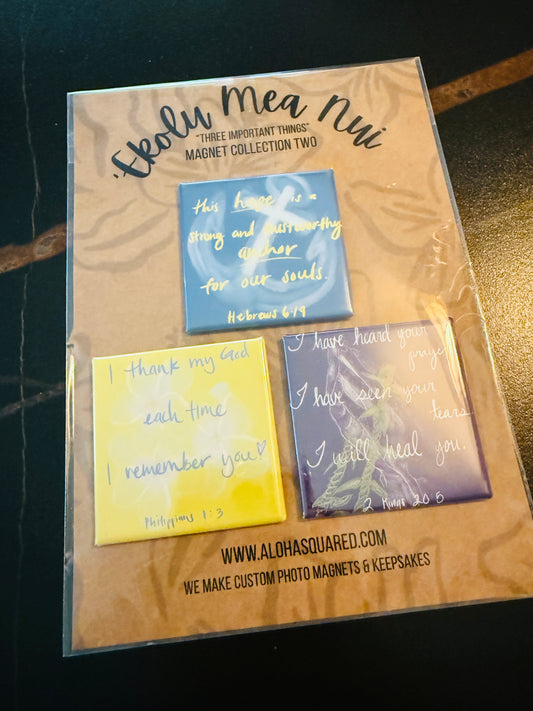 'Ekolu Mea Nui
"THREE IMPORTANT THINGS"
MAGNET COLLECTION TWO
this hope is a
strong and trustworthy
anchor
for our souls.
Hebrews 6:19
I thank my God
each time
I remember you♡
Philippians 1:3
I have heard your
prayer
I have seen your
tears.
I will heal you.
2 Kings 20:5
WWW.ALOHASQUARED.COM
WE MAKE CUSTOM PHOTO MAGNETS & KEEPSAKES